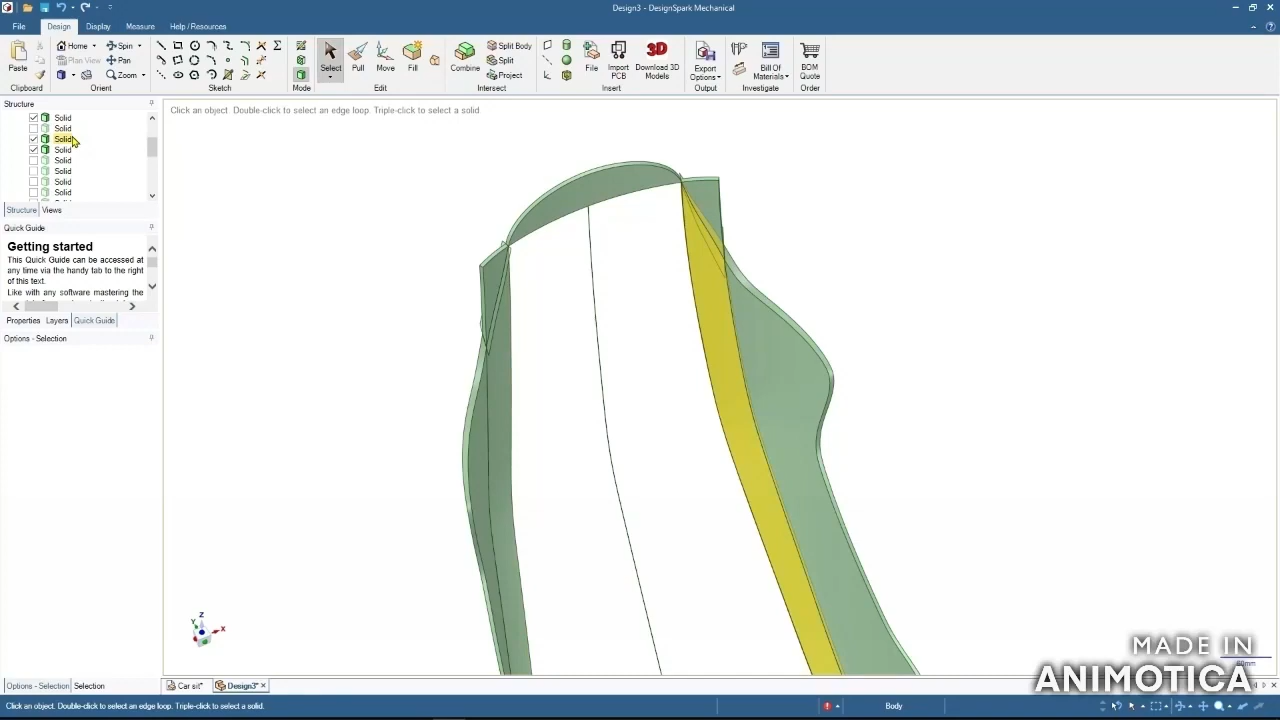 Design3 - DesignSpark Mechanical
File Design Display Measure Help / Resources
Paste
Home Spin
Plan View Pan
Zoom
Select Pull Move Fill
Combine
Split Body
Split
Project
File Import PCB Download 3D Models
3D
Export Options
Bill Of Materials
BOM Quote
Clipboard Orient Sketch Mode Edit Intersect Insert Output Investigate Order
Structure
Click an object. Double-click to select an edge loop. Triple-click to select a solid.
Solid
Solid
Solid
Solid
Solid
Solid
Solid
Solid
Structure Views
Quick Guide
Getting started
This Quick Guide can be accessed at
any time via the handy tab to the right
of this text.
Like with any software mastering the
Properties Layers Quick Guide
Options - Selection
Z
Y
X
MADE IN
ANIMOTICA
Options - Selection Selection
Car sit* Design3*
Click an object. Double-click to select an edge loop. Triple-click to select a solid.
Body